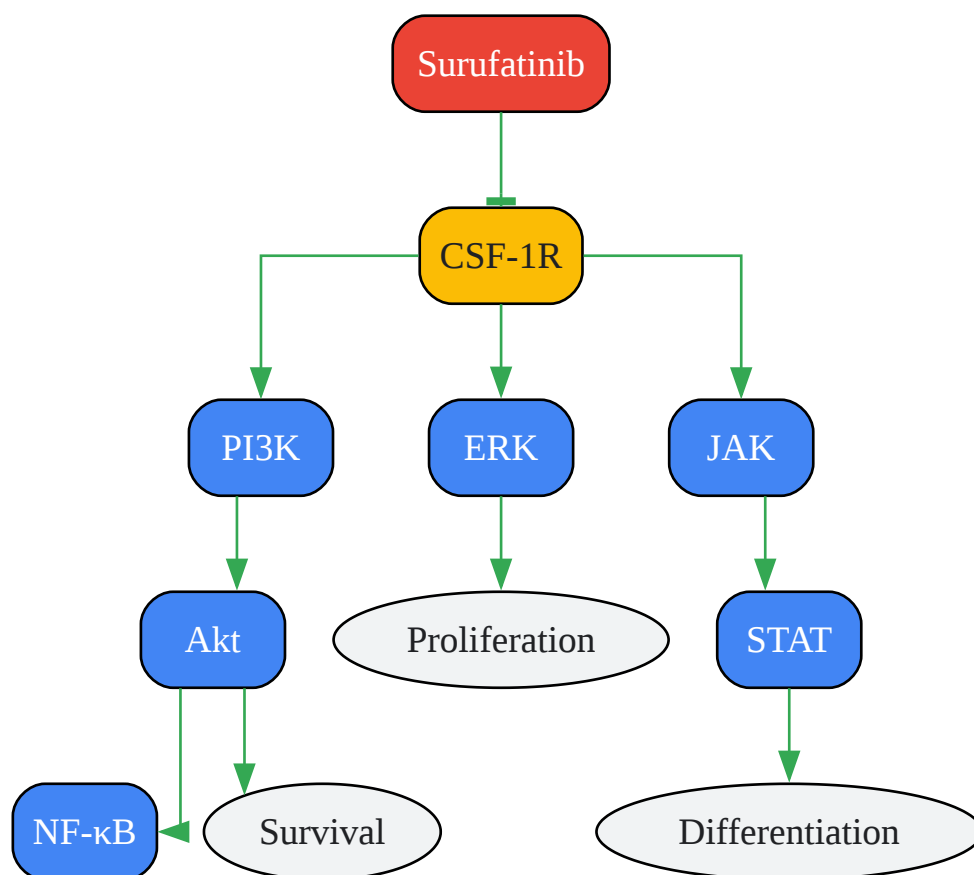 Surufatinib
CSF-1R
PI3K
ERK
JAK
Akt
Proliferation
STAT
NF-κB
Survival
Differentiation